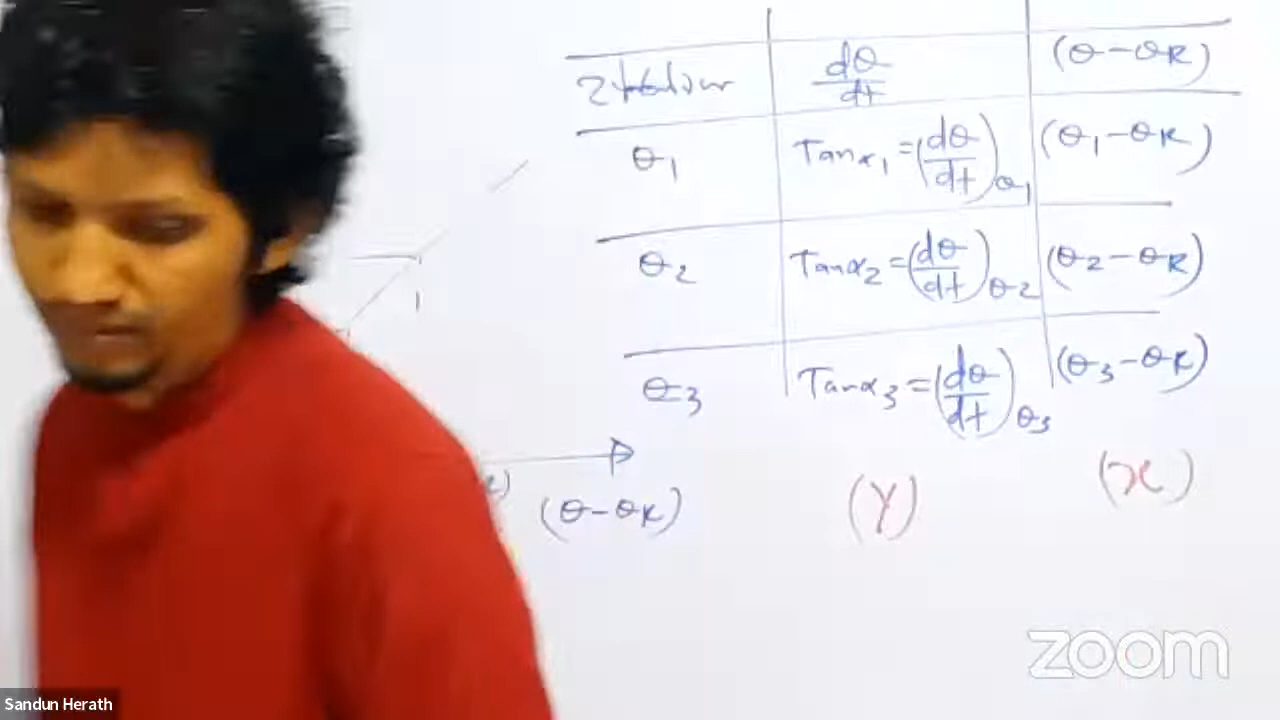 dθ/dt (θ-θR)
θ1 Tanα1 = (dθ/dt)θ1 (θ1-θR)
θ2 Tanα2 = (dθ/dt)θ2 (θ2-θR)
θ3 Tanα3 = (dθ/dt)θ3 (θ3-θR)
(θ-θR) (Y) (x)
zoom
Sandun Herath